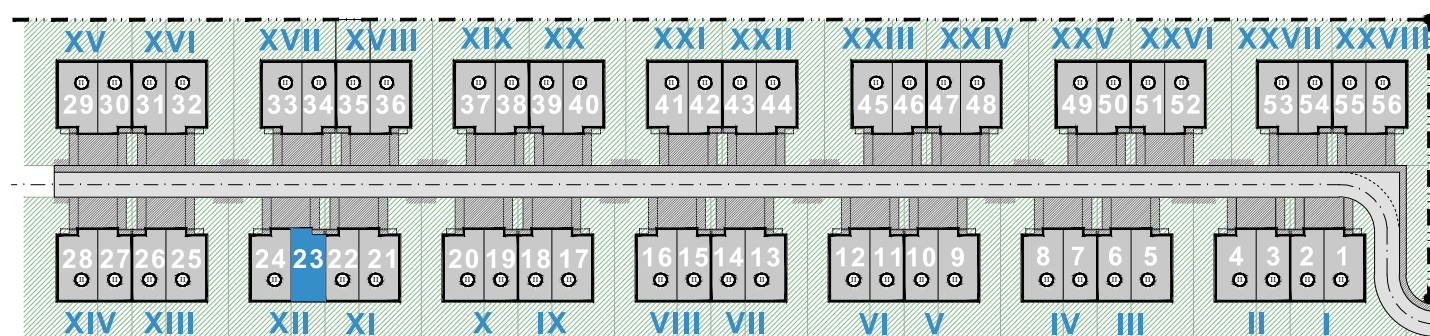 XV XVI XVII XVIII XIX XX XXI XXII XXIII XXIV XXV XXVI XXVII XXVIII
29 30 31 32 33 34 35 36 37 38 39 40 41 42 43 44 45 46 47 48 49 50 51 52 53 54 55 56
28 27 26 25 24 23 22 21 20 19 18 17 16 15 14 13 12 11 10 9 8 7 6 5 4 3 2 1
XIV XIII XII XI X IX VIII VII VI V IV III II I